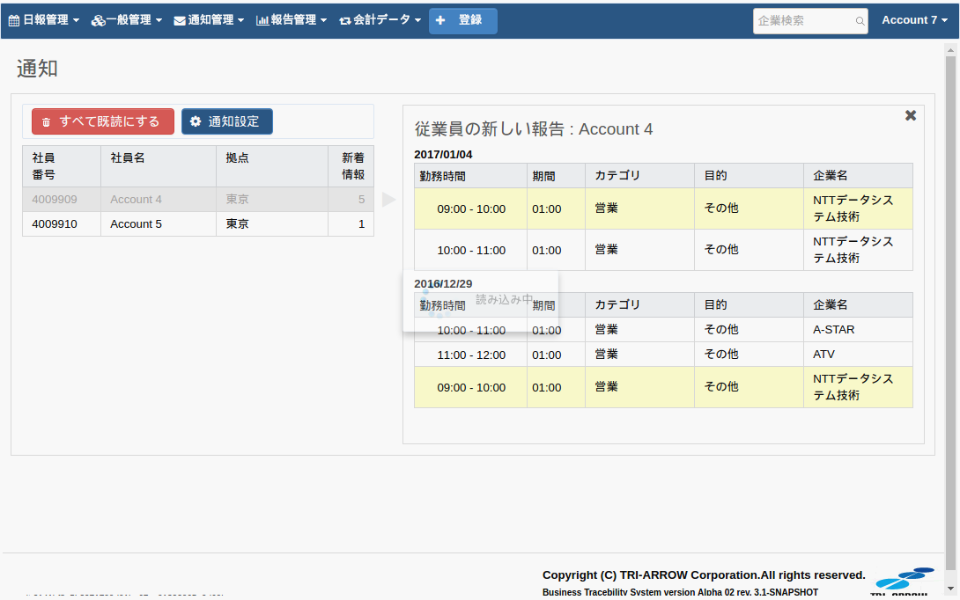 日報管理 一般管理 通知管理 報告管理 会計データ + 登録 企業検索 Account 7
通知
すべて既読にする 通知設定
社員番号 社員名 拠点 新着情報
4009909 Account 4 東京 5
4009910 Account 5 東京 1
従業員の新しい報告 : Account 4
2017/01/04
勤務時間 期間 カテゴリ 目的 企業名
09:00 - 10:00 01:00 営業 その他 NTTデータシステム技術
10:00 - 11:00 01:00 営業 その他 NTTデータシステム技術
2016/12/29
読み込み中
勤務時間 期間 カテゴリ 目的 企業名
10:00 - 11:00 01:00 営業 その他 A-STAR
11:00 - 12:00 01:00 営業 その他 ATV
09:00 - 10:00 01:00 営業 その他 NTTデータシステム技術
Copyright (C) TRI-ARROW Corporation.All rights reserved.
Business Tracebility System version Alpha 02 rev. 3.1-SNAPSHOT
TRI-ARROW